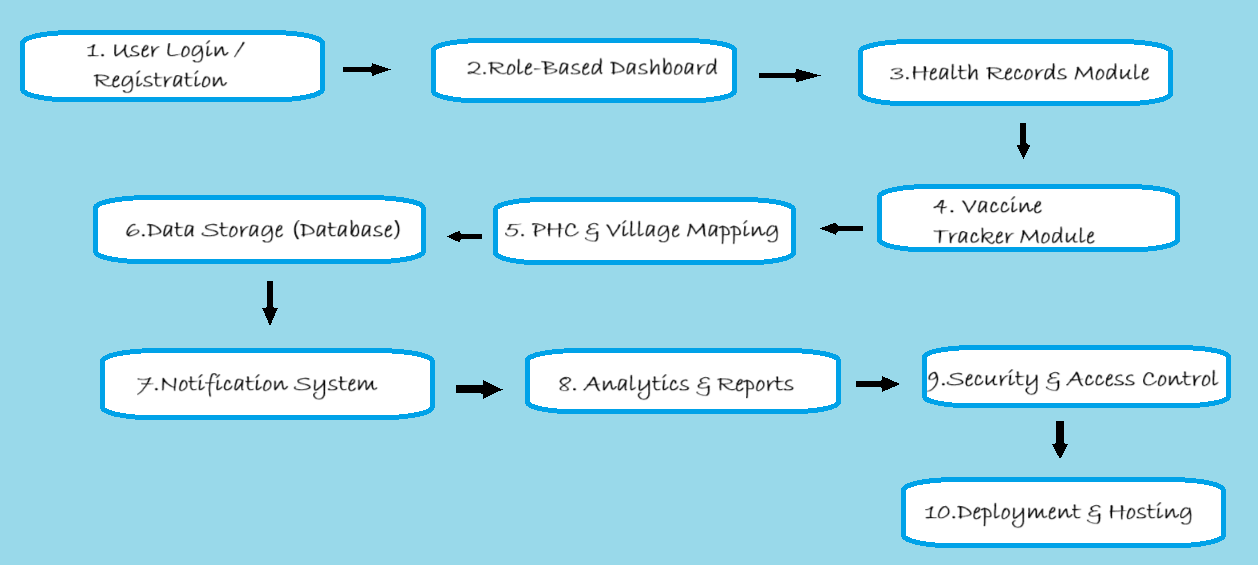 1. User Login /
Registration
2.Role-Based Dashboard
3.Health Records Module
4. Vaccine
Tracker Module
5. PHC & Village Mapping
6.Data Storage (Database)
7.Notification System
8. Analytics & Reports
9.Security & Access Control
10.Deployment & Hosting